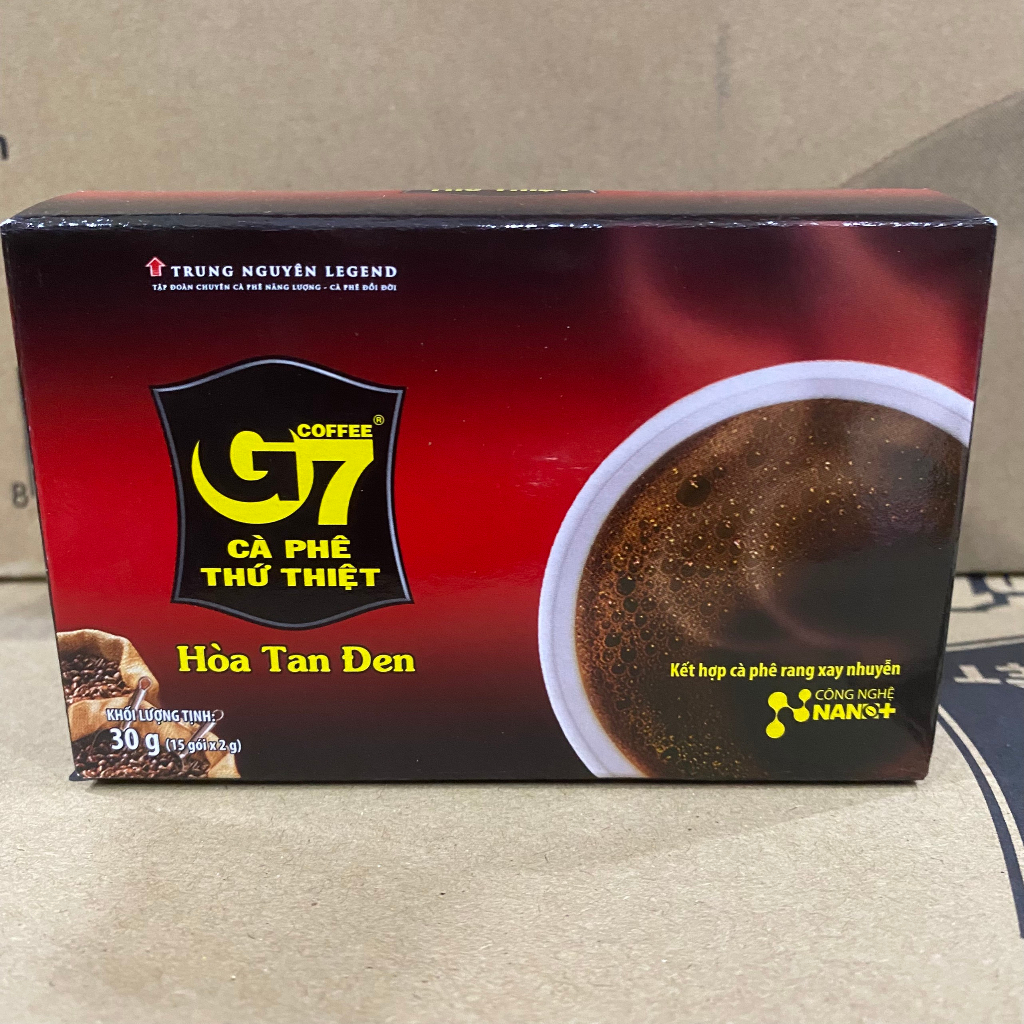 TRUNG NGUYÊN LEGEND
TẬP ĐOÀN CHUYÊN CÀ PHÊ NĂNG LƯỢNG - CÀ PHÊ ĐỔI ĐỜI
COFFEE ®
G7
CÀ PHÊ
THỨ THIỆT
Hòa Tan Đen
KHỐI LƯỢNG TỊNH:
30 g (15 gói x 2 g)
Kết hợp cà phê rang xay nhuyễn
CÔNG NGHỆ
NANO+